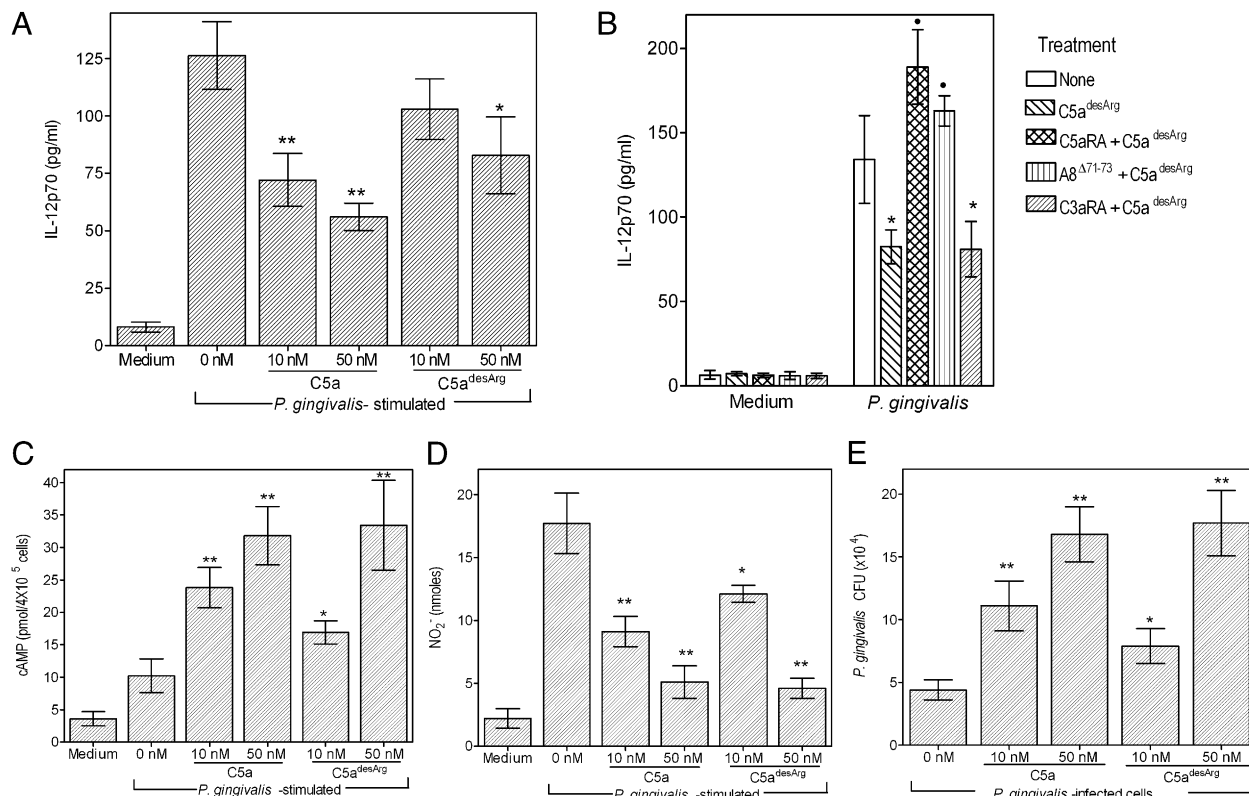 A
IL-12p70 (pg/ml)
125
100
75
50
25
0
**
**
*
Medium
0 nM
10 nM
50 nM
10 nM
50 nM
C5a
C5a^desArg
P. gingivalis- stimulated
B
IL-12p70 (pg/ml)
200
150
100
50
0
*
•
•
*
Medium
P. gingivalis
Treatment
None
C5a^desArg
C5aRA + C5a^desArg
A8^Δ71-73 + C5a^desArg
C3aRA + C5a^desArg
C
cAMP (pmol/4X10^5 cells)
40
35
30
25
20
15
10
5
0
**
**
*
**
Medium
0 nM
10 nM
50 nM
10 nM
50 nM
C5a
C5a^desArg
P. gingivalis -stimulated
D
NO₂⁻ (nmoles)
20
15
10
5
0
**
**
*
**
Medium
0 nM
10 nM
50 nM
10 nM
50 nM
C5a
C5a^desArg
P. gingivalis -stimulated
E
P. gingivalis CFU (x10^4)
20
15
10
5
0
**
**
*
**
0 nM
10 nM
50 nM
10 nM
50 nM
C5a
C5a^desArg
P. gingivalis -infected cells